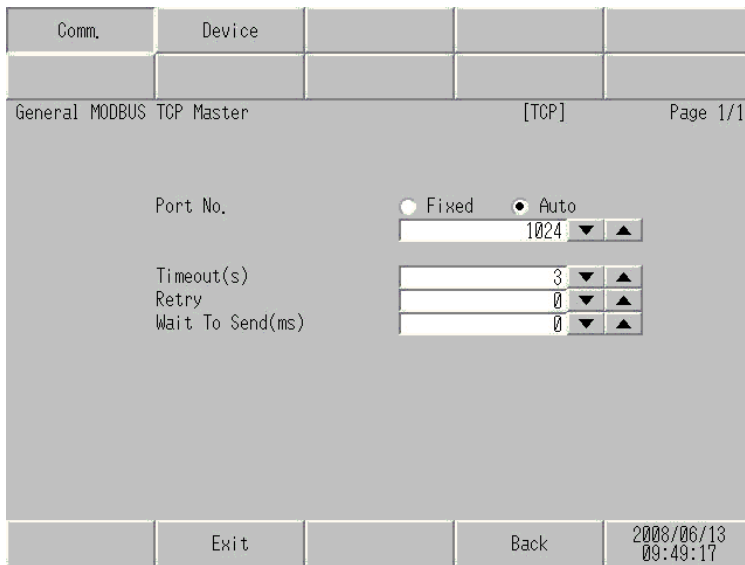 Comm. Device
General MODBUS TCP Master [TCP] Page 1/1
Port No. Fixed Auto
1024
Timeout(s) 3
Retry 0
Wait To Send(ms) 0
Exit Back 2008/06/13
09:49:17